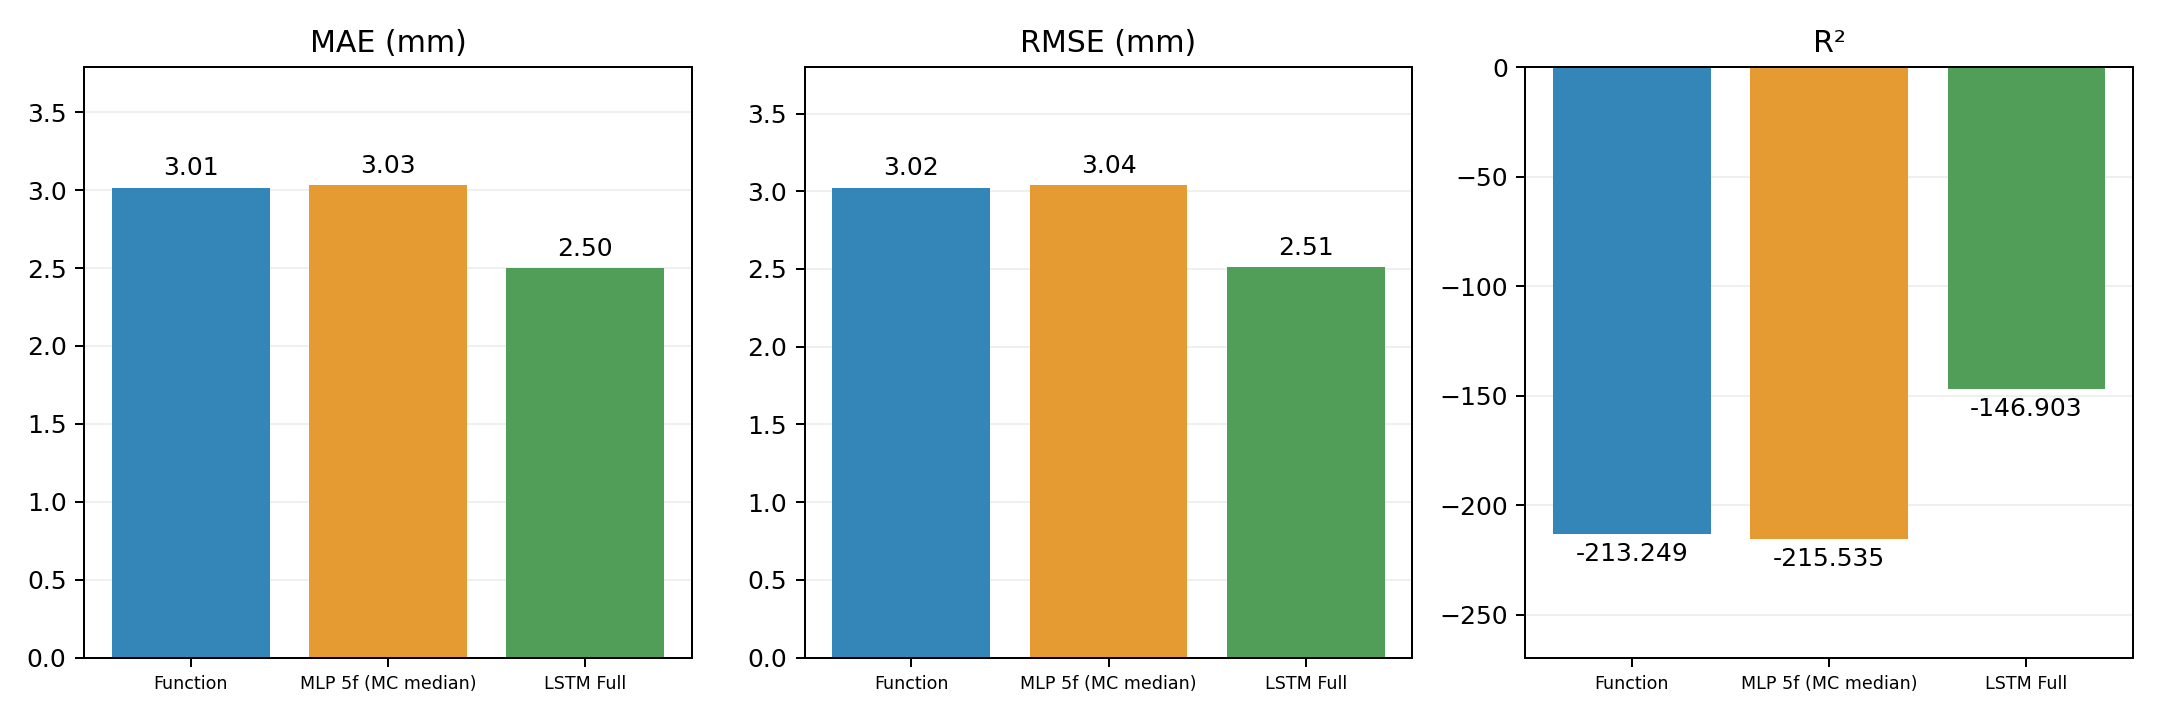 MAE (mm)
3.5
3.0
2.5
2.0
1.5
1.0
0.5
0.0
3.01
3.03
2.50
Function
MLP 5f (MC median)
LSTM Full
RMSE (mm)
3.5
3.0
2.5
2.0
1.5
1.0
0.5
0.0
3.02
3.04
2.51
Function
MLP 5f (MC median)
LSTM Full
R²
0
−50
−100
−150
−200
−250
-213.249
-215.535
-146.903
Function
MLP 5f (MC median)
LSTM Full